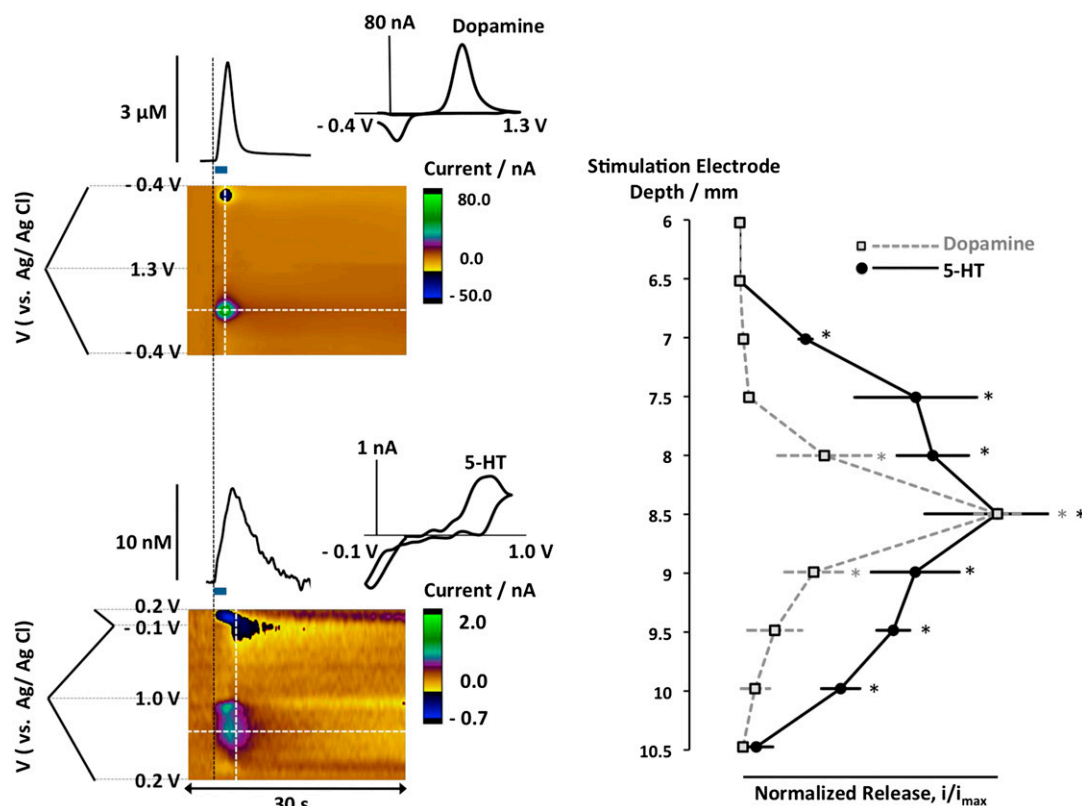 80 nA
Dopamine
3 µM
- 0.4 V
1.3 V
Current / nA
80.0
0.0
- 50.0
V ( vs. Ag/ Ag Cl)
- 0.4 V
1.3 V
- 0.4 V
1 nA
5-HT
10 nM
- 0.1 V
1.0 V
Current / nA
2.0
0.0
- 0.7
V ( vs. Ag/ Ag Cl)
0.2 V
- 0.1 V
1.0 V
0.2 V
30 s
Stimulation Electrode
Depth / mm
6
6.5
7
7.5
8
8.5
9
9.5
10
10.5
Dopamine
5-HT
*
*
*
*
* *
*
*
*
*
Normalized Release, i/imax